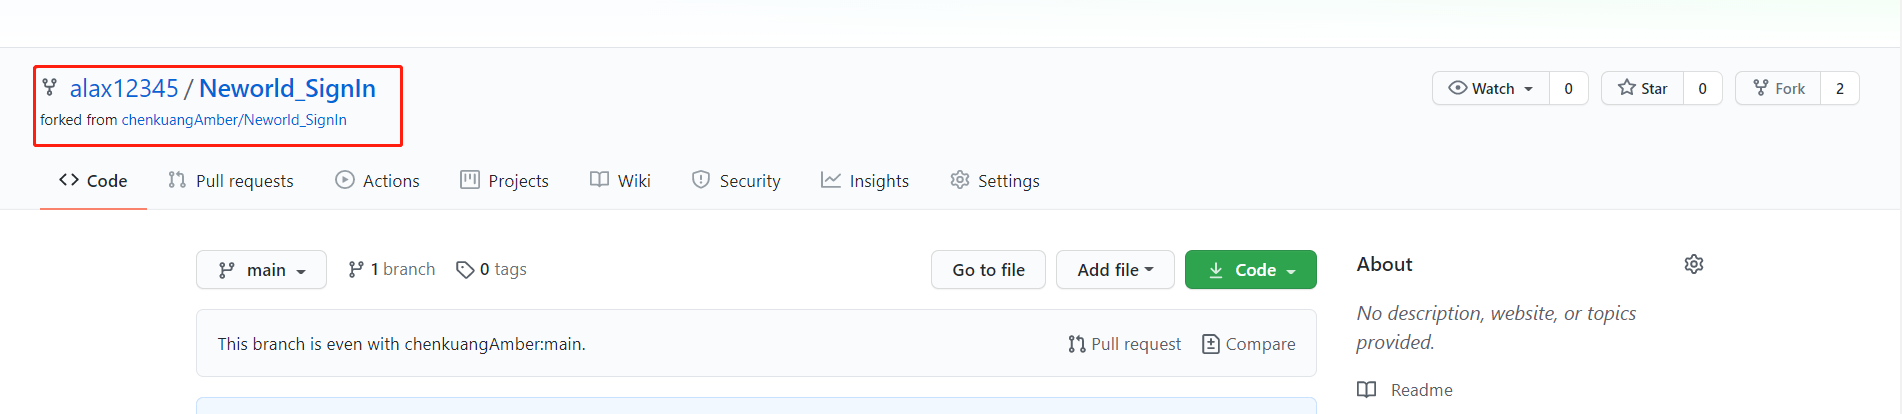 alax12345 / Neworld_SignIn
forked from chenkuangAmber/Neworld_SignIn
Watch 0 Star 0 Fork 2
Code Pull requests Actions Projects Wiki Security Insights Settings
main 1 branch 0 tags Go to file Add file Code
About
No description, website, or topics
provided.
This branch is even with chenkuangAmber:main. Pull request Compare
Readme